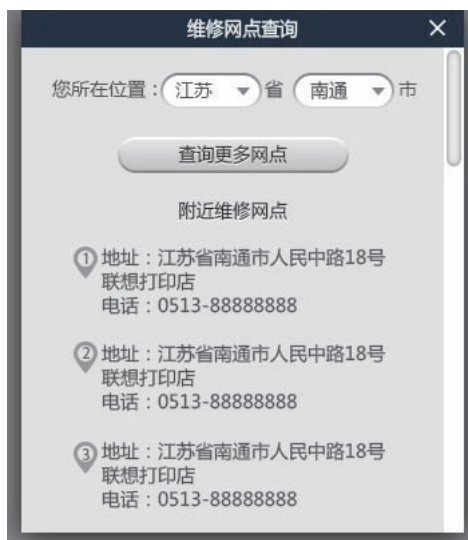 维修网点查询
您所在位置：江苏 省 南通 市
查询更多网点
附近维修网点
1 地址：江苏省南通市人民中路18号
联想打印店
电话：0513-88888888
2 地址：江苏省南通市人民中路18号
联想打印店
电话：0513-88888888
3 地址：江苏省南通市人民中路18号
联想打印店
电话：0513-88888888